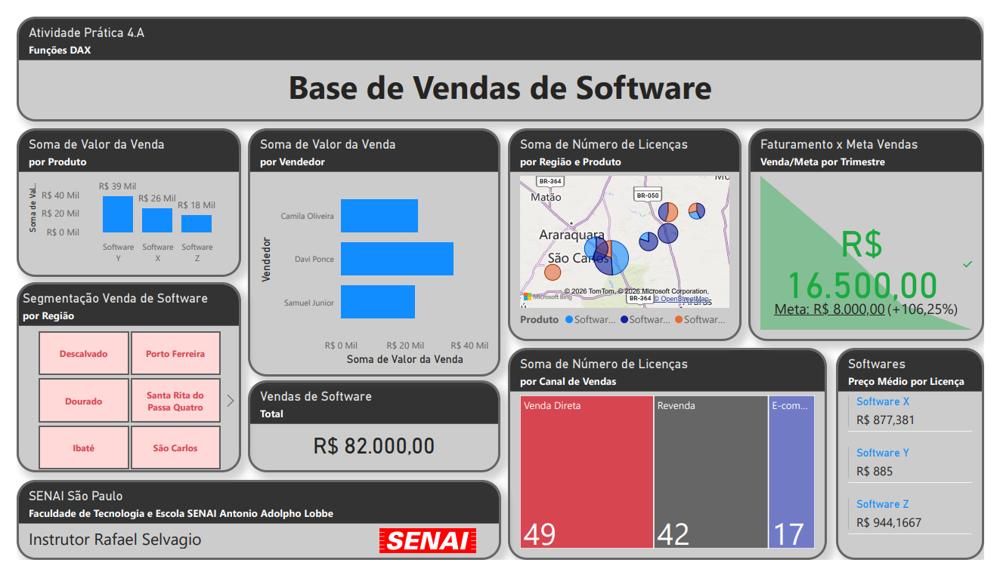 Atividade Prática 4.A
Funções DAX
Base de Vendas de Software
Soma de Valor da Venda
por Produto
Soma de Val...
R$ 40 Mil
R$ 20 Mil
R$ 0 Mil
R$ 39 Mil
R$ 26 Mil
R$ 18 Mil
Software
Y
Software
X
Software
Z
Segmentação Venda de Software
por Região
Descalvado
Porto Ferreira
Dourado
Santa Rita do
Passa Quatro
Ibaté
São Carlos
Soma de Valor da Venda
por Vendedor
Vendedor
Camila Oliveira
Davi Ponce
Samuel Junior
R$ 0 Mil
R$ 20 Mil
R$ 40 Mil
Soma de Valor da Venda
Vendas de Software
Total
R$ 82.000,00
Soma de Número de Licenças
por Região e Produto
BR-364
Matão
BR-050
Araraquara
São Carlos
© 2026 TomTom, © 2026 Microsoft Corporation,
Microsoft Bing
BR-364
© OpenStreetMap
Produto
Softwar...
Softwar...
Softwar...
Faturamento x Meta Vendas
Venda/Meta por Trimestre
R$
16.500,00
Meta: R$ 8.000,00 (+106,25%)
Soma de Número de Licenças
por Canal de Vendas
Venda Direta
49
Revenda
42
E-com...
17
Softwares
Preço Médio por Licença
Software X
R$ 877,381
Software Y
R$ 885
Software Z
R$ 944,1667
SENAI São Paulo
Faculdade de Tecnologia e Escola SENAI Antonio Adolpho Lobbe
Instrutor Rafael Selvagio
SENAI